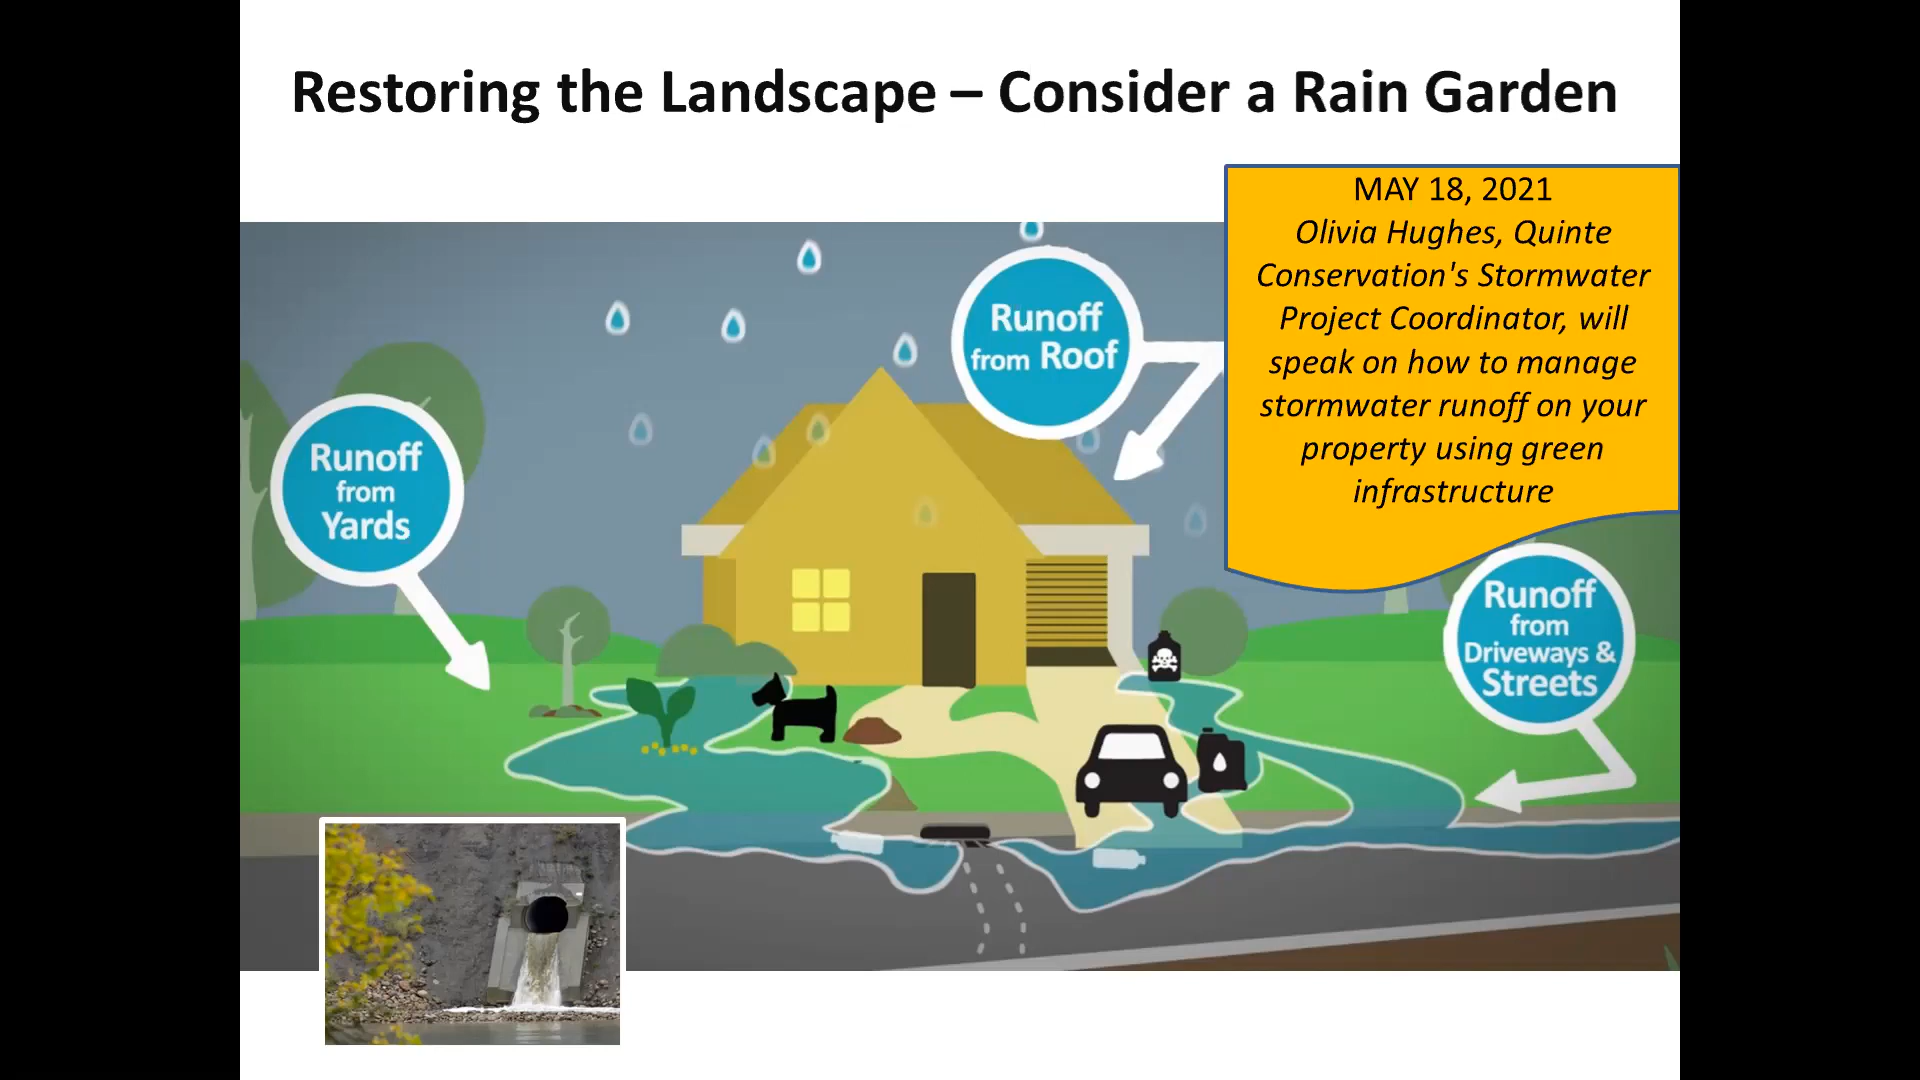 Restoring the Landscape – Consider a Rain Garden
MAY 18, 2021
Olivia Hughes, Quinte
Conservation's Stormwater
Project Coordinator, will
speak on how to manage
stormwater runoff on your
property using green
infrastructure
Runoff
from Roof
Runoff
from
Yards
Runoff
from
Driveways &
Streets